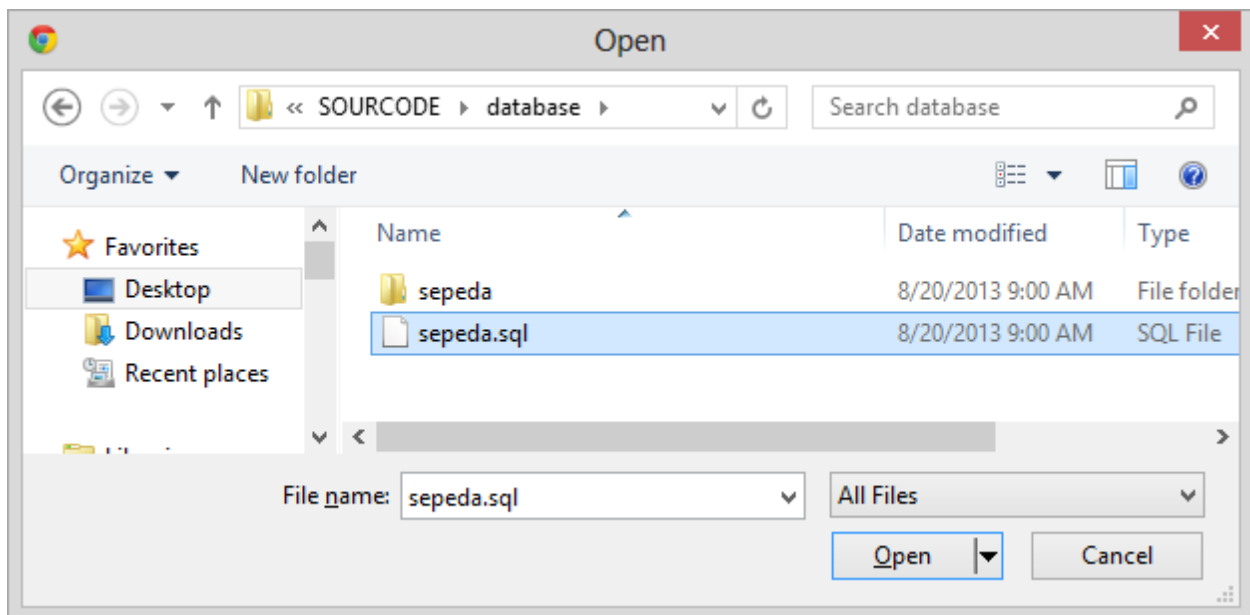 Open
« SOURCODE database
Search database
Organize
New folder
Favorites
Desktop
Downloads
Recent places
Name
Date modified
Type
sepeda
8/20/2013 9:00 AM
File folder
sepeda.sql
8/20/2013 9:00 AM
SQL File
File name:
sepeda.sql
All Files
Open
Cancel